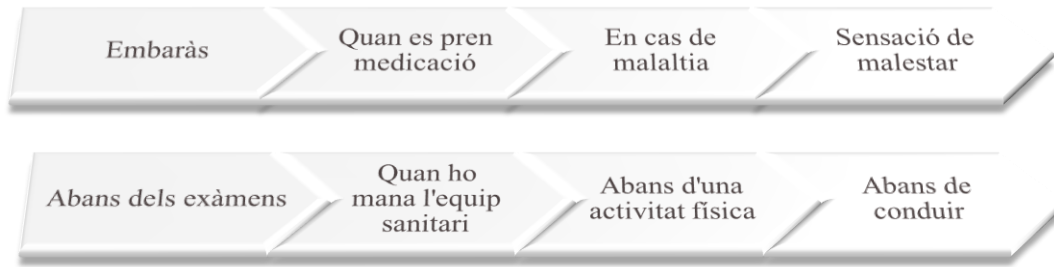 Embaràs
Quan es pren
medicació
En cas de
malaltia
Sensació de
malestar
Abans dels exàmens
Quan ho
mana l'equip
sanitari
Abans d'una
activitat física
Abans de
conduir